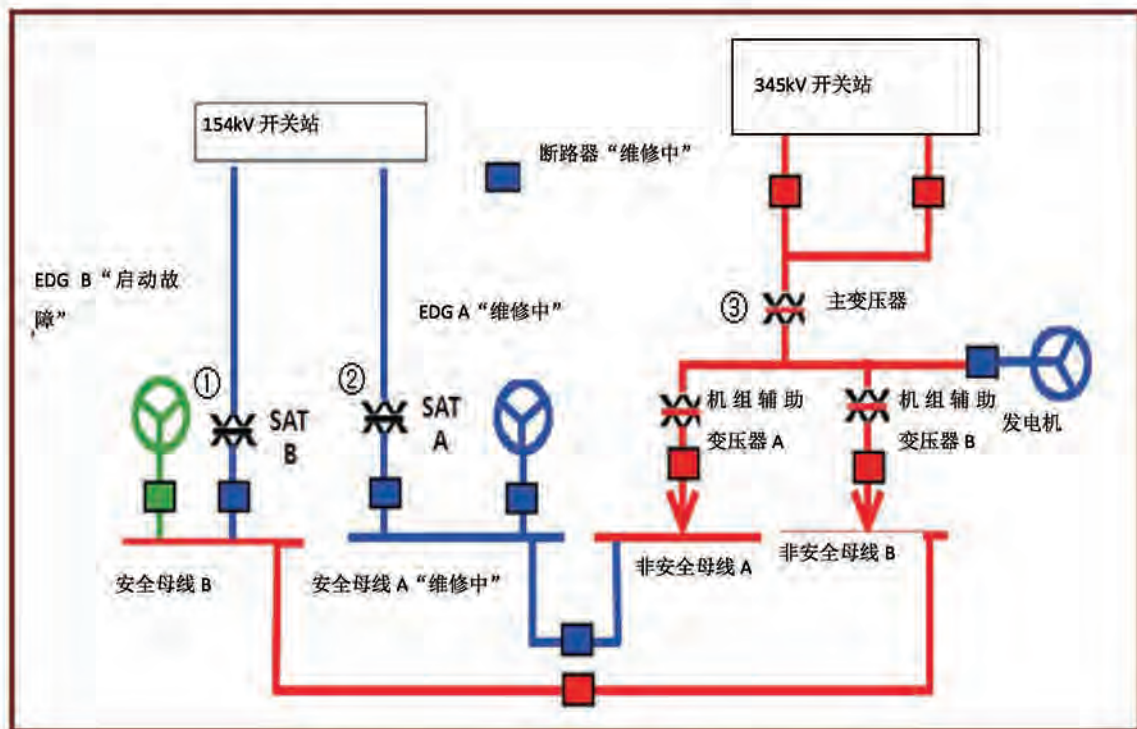 345kV 开关站
154kV 开关站
断路器“维修中”
EDG B “启动故
障”
EDG A “维修中”
③
主变压器
①
②
SAT
B
SAT
A
机组辅助
变压器 A
机组辅助
变压器 B
发电机
安全母线 B
安全母线 A “维修中”
非安全母线 A
非安全母线 B